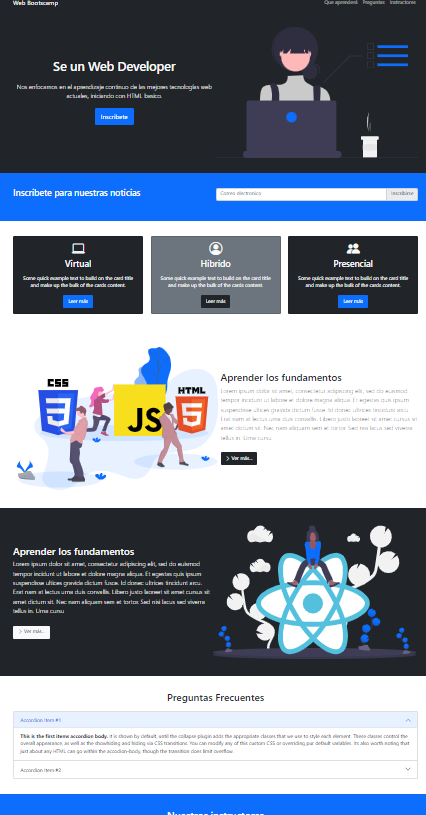 Web Bootscamp
Que aprenderá Preguntas Instructores
Se un Web Developer
Nos enfocamos en el aprendizaje continuo de las mejores tecnologías web
actuales, iniciando con HTML basico.
Inscríbete
Inscríbete para nuestras noticias
Correo electronico
Inscribirse
Virtual
Some quick example text to build on the card title
and make up the bulk of the cards content.
Leer más
Híbrido
Some quick example text to build on the card title
and make up the bulk of the cards content.
Leer más
Presencial
Some quick example text to build on the card title
and make up the bulk of the cards content.
Leer más
CSS
3
JS
HTML
5
Aprender los fundamentos
Lorem ipsum dolor sit amet, consectetur adipiscing elit, sed do eiusmod
tempor incidunt ut labore et dolore magna aliqua. Et egestas quis ipsum
suspendisse ultices gravida dictum fusce. Id donec ultrices tincidunt arcu.
Erat nam at lectus urna duis convallis. Libero justo laoreet sit amet cursus
sit amet dictum sit. Nec nam aliquam sem et tortor. Sed nisi lacus sed viverra
tellus in. Urna cursu
> Ver más...
Aprender los fundamentos
Lorem ipsum dolor sit amet, consectetur adipiscing elit, sed do eiusmod
tempor incidunt ut labore et dolore magna aliqua. Et egestas quis ipsum
suspendisse ultices gravida dictum fusce. Id donec ultrices tincidunt arcu.
Erat nam at lectus urna duis convallis. Libero justo laoreet sit amet cursus sit
amet dictum sit. Nec nam aliquam sem et tortor. Sed nisi lacus sed viverra
tellus in. Urna cursu
> Ver más...
Preguntas Frecuentes
Accordion Item #1
This is the first items accordion body. It is shown by default, until the collapse plugin adds the appropriate classes that we use to style each element. These classes control the
overall appearance, as well as the showhiding and hiding via CSS transitions. You can modify any of this custom CSS or overriding our default variables. Its also worth noting that
just about any HTML can go within the accordion-body, though the transition does limit overflow.
Accordion Item #2
Nuestros instructores